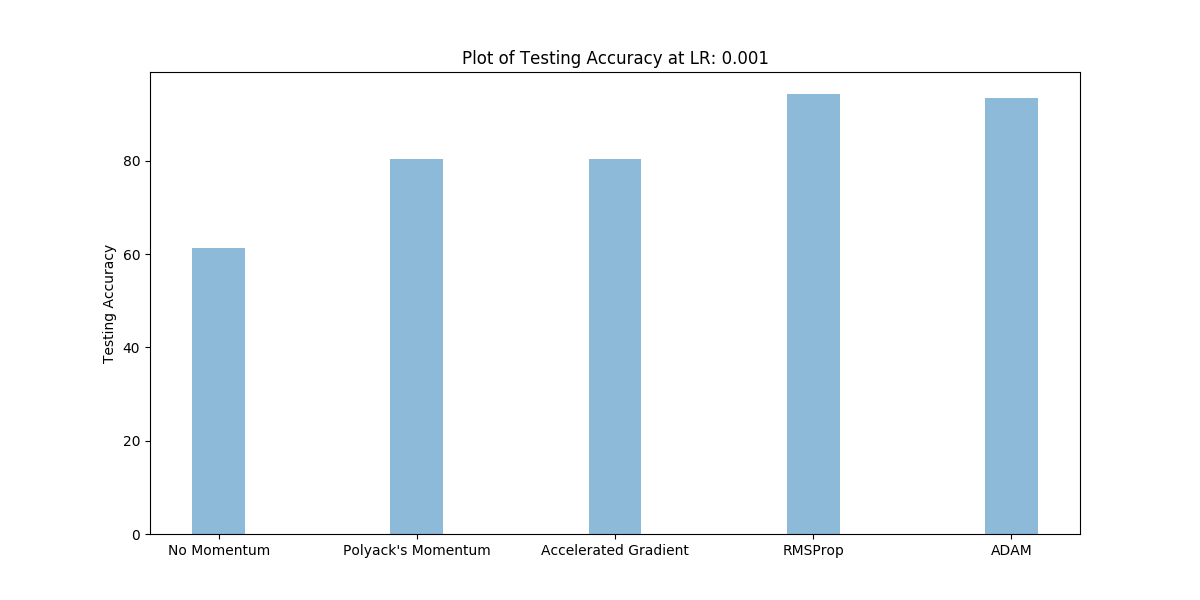 Plot of Testing Accuracy at LR: 0.001
Testing Accuracy
80
60
40
20
0
No Momentum
Polyack's Momentum
Accelerated Gradient
RMSProp
ADAM